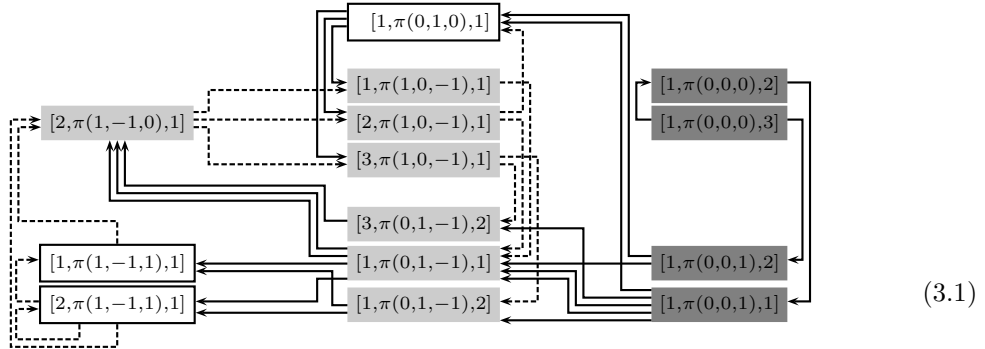 [1,π(0,1,0),1]
[1,π(1,0,−1),1]
[1,π(0,0,0),2]
[2,π(1,−1,0),1]
[2,π(1,0,−1),1]
[1,π(0,0,0),3]
[3,π(1,0,−1),1]
[3,π(0,1,−1),2]
[1,π(1,−1,1),1]
[1,π(0,1,−1),1]
[1,π(0,0,1),2]
[2,π(1,−1,1),1]
[1,π(0,1,−1),2]
[1,π(0,0,1),1]
(3.1)